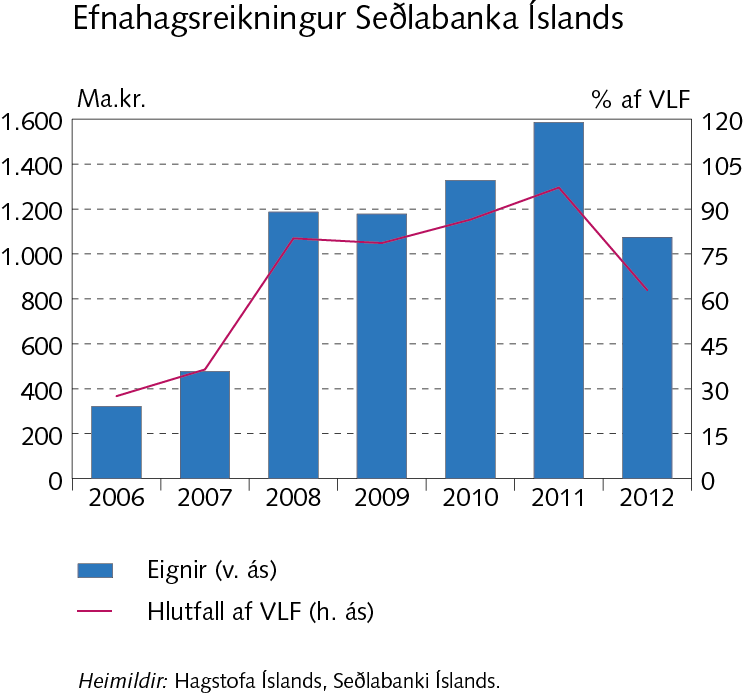 Efnahagsreikningur Seðlabanka Íslands
Ma.kr. % af VLF
1.600 120
1.400 105
1.200 90
1.000 75
800 60
600 45
400 30
200 15
0 0
2006 2007 2008 2009 2010 2011 2012
Eignir (v. ás)
Hlutfall af VLF (h. ás)
Heimildir: Hagstofa Íslands, Seðlabanki Íslands.